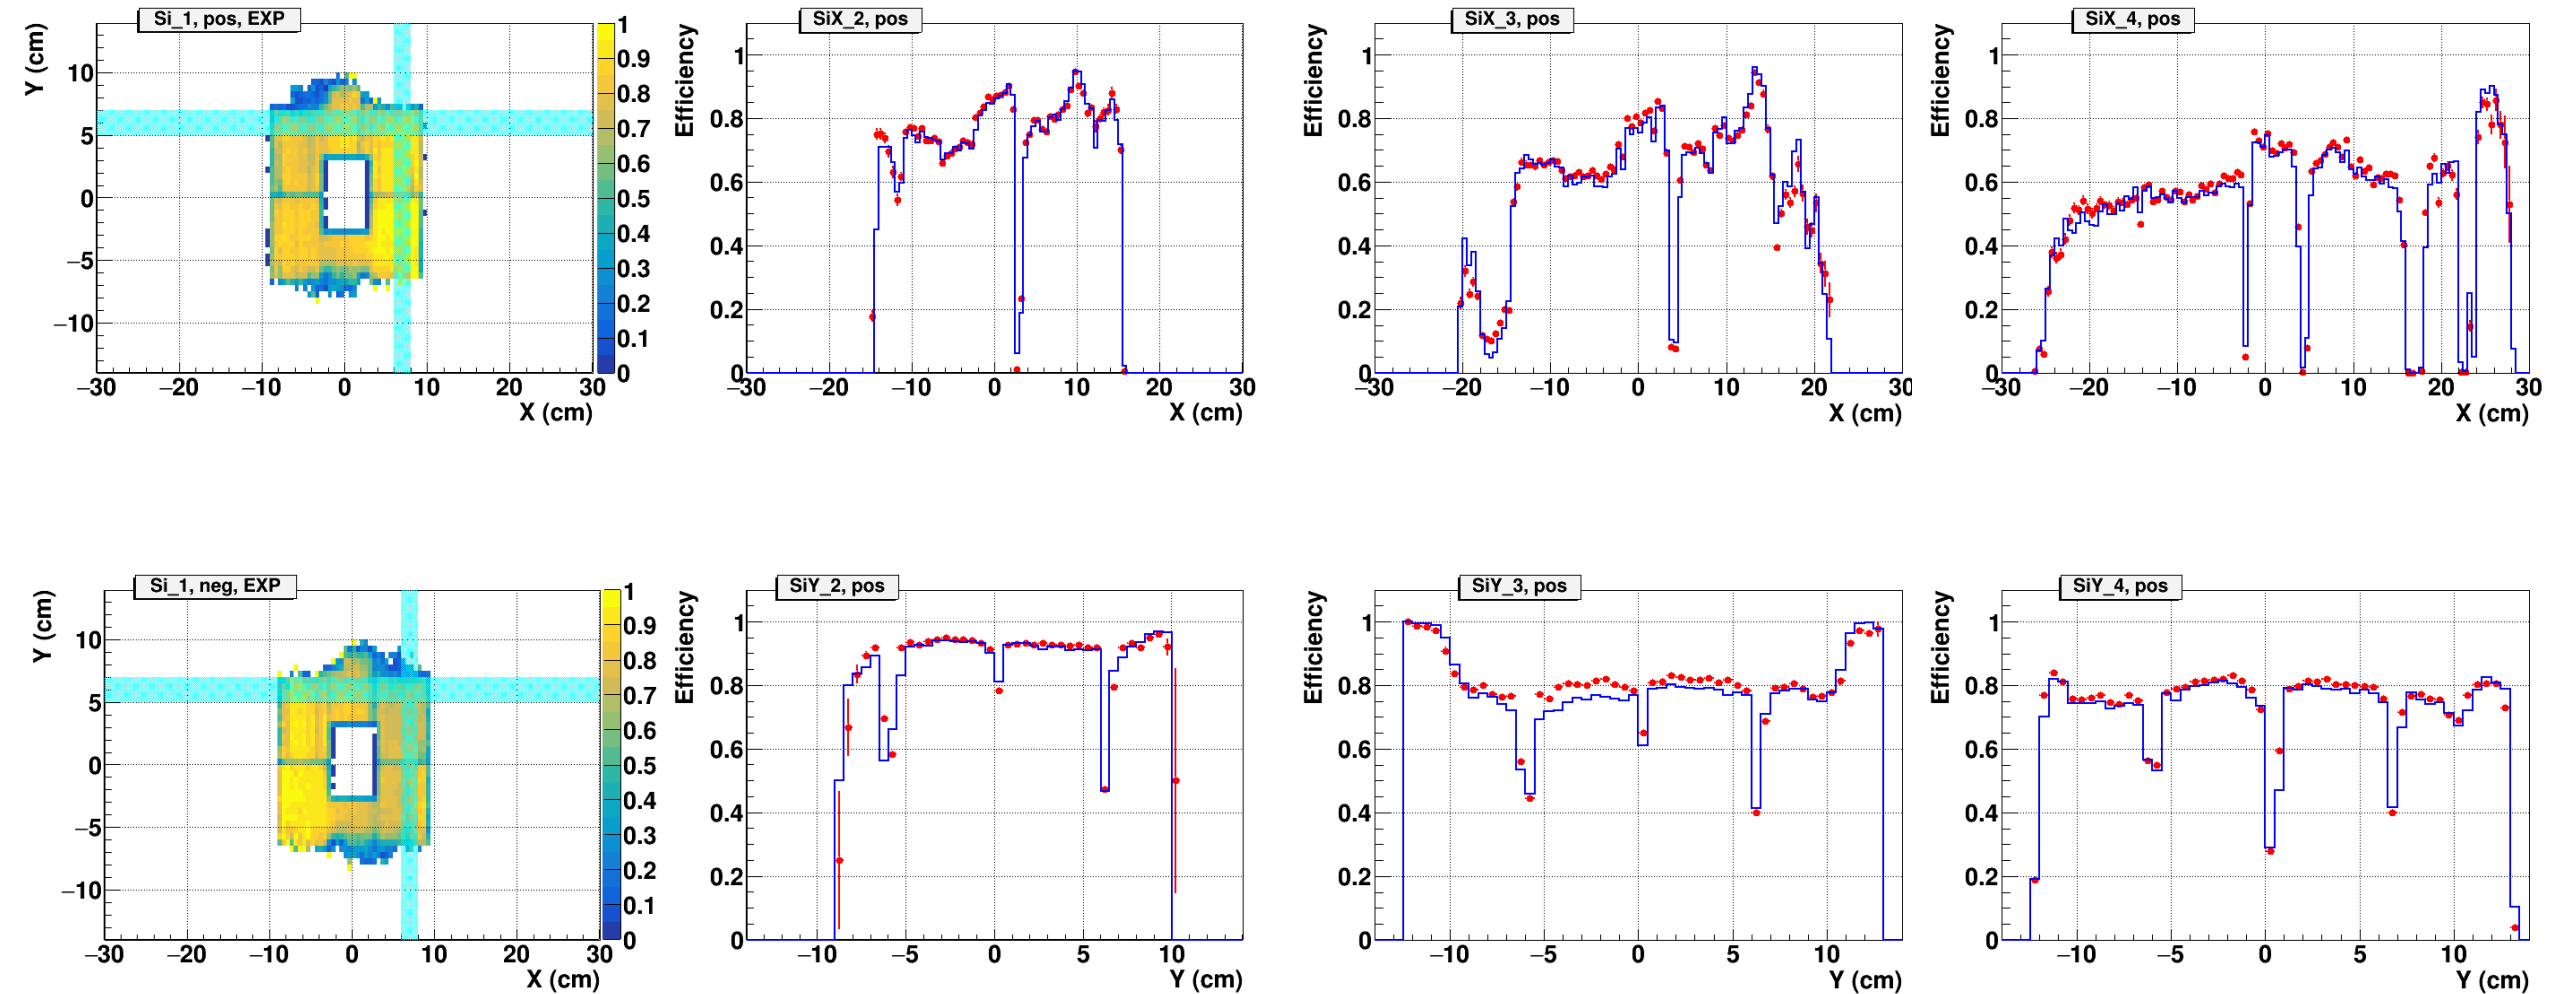 Si_1, pos, EXP
Y (cm)
10
5
0
−5
−10
−30 −20 −10 0 10 20 30
X (cm)
1
0.9
0.8
0.7
0.6
0.5
0.4
0.3
0.2
0.1
0
SiX_2, pos
Efficiency
1
0.8
0.6
0.4
0.2
0
−30 −20 −10 0 10 20 30
X (cm)
SiX_3, pos
Efficiency
1
0.8
0.6
0.4
0.2
0
−30 −20 −10 0 10 20 30
X (cm)
SiX_4, pos
Efficiency
1
0.8
0.6
0.4
0.2
0
−30 −20 −10 0 10 20 30
X (cm)
Si_1, neg, EXP
Y (cm)
10
5
0
−5
−10
−30 −20 −10 0 10 20 30
X (cm)
1
0.9
0.8
0.7
0.6
0.5
0.4
0.3
0.2
0.1
0
SiY_2, pos
Efficiency
1
0.8
0.6
0.4
0.2
0
−10 −5 0 5 10
Y (cm)
SiY_3, pos
Efficiency
1
0.8
0.6
0.4
0.2
0
−10 −5 0 5 10
Y (cm)
SiY_4, pos
Efficiency
1
0.8
0.6
0.4
0.2
0
−10 −5 0 5 10
Y (cm)